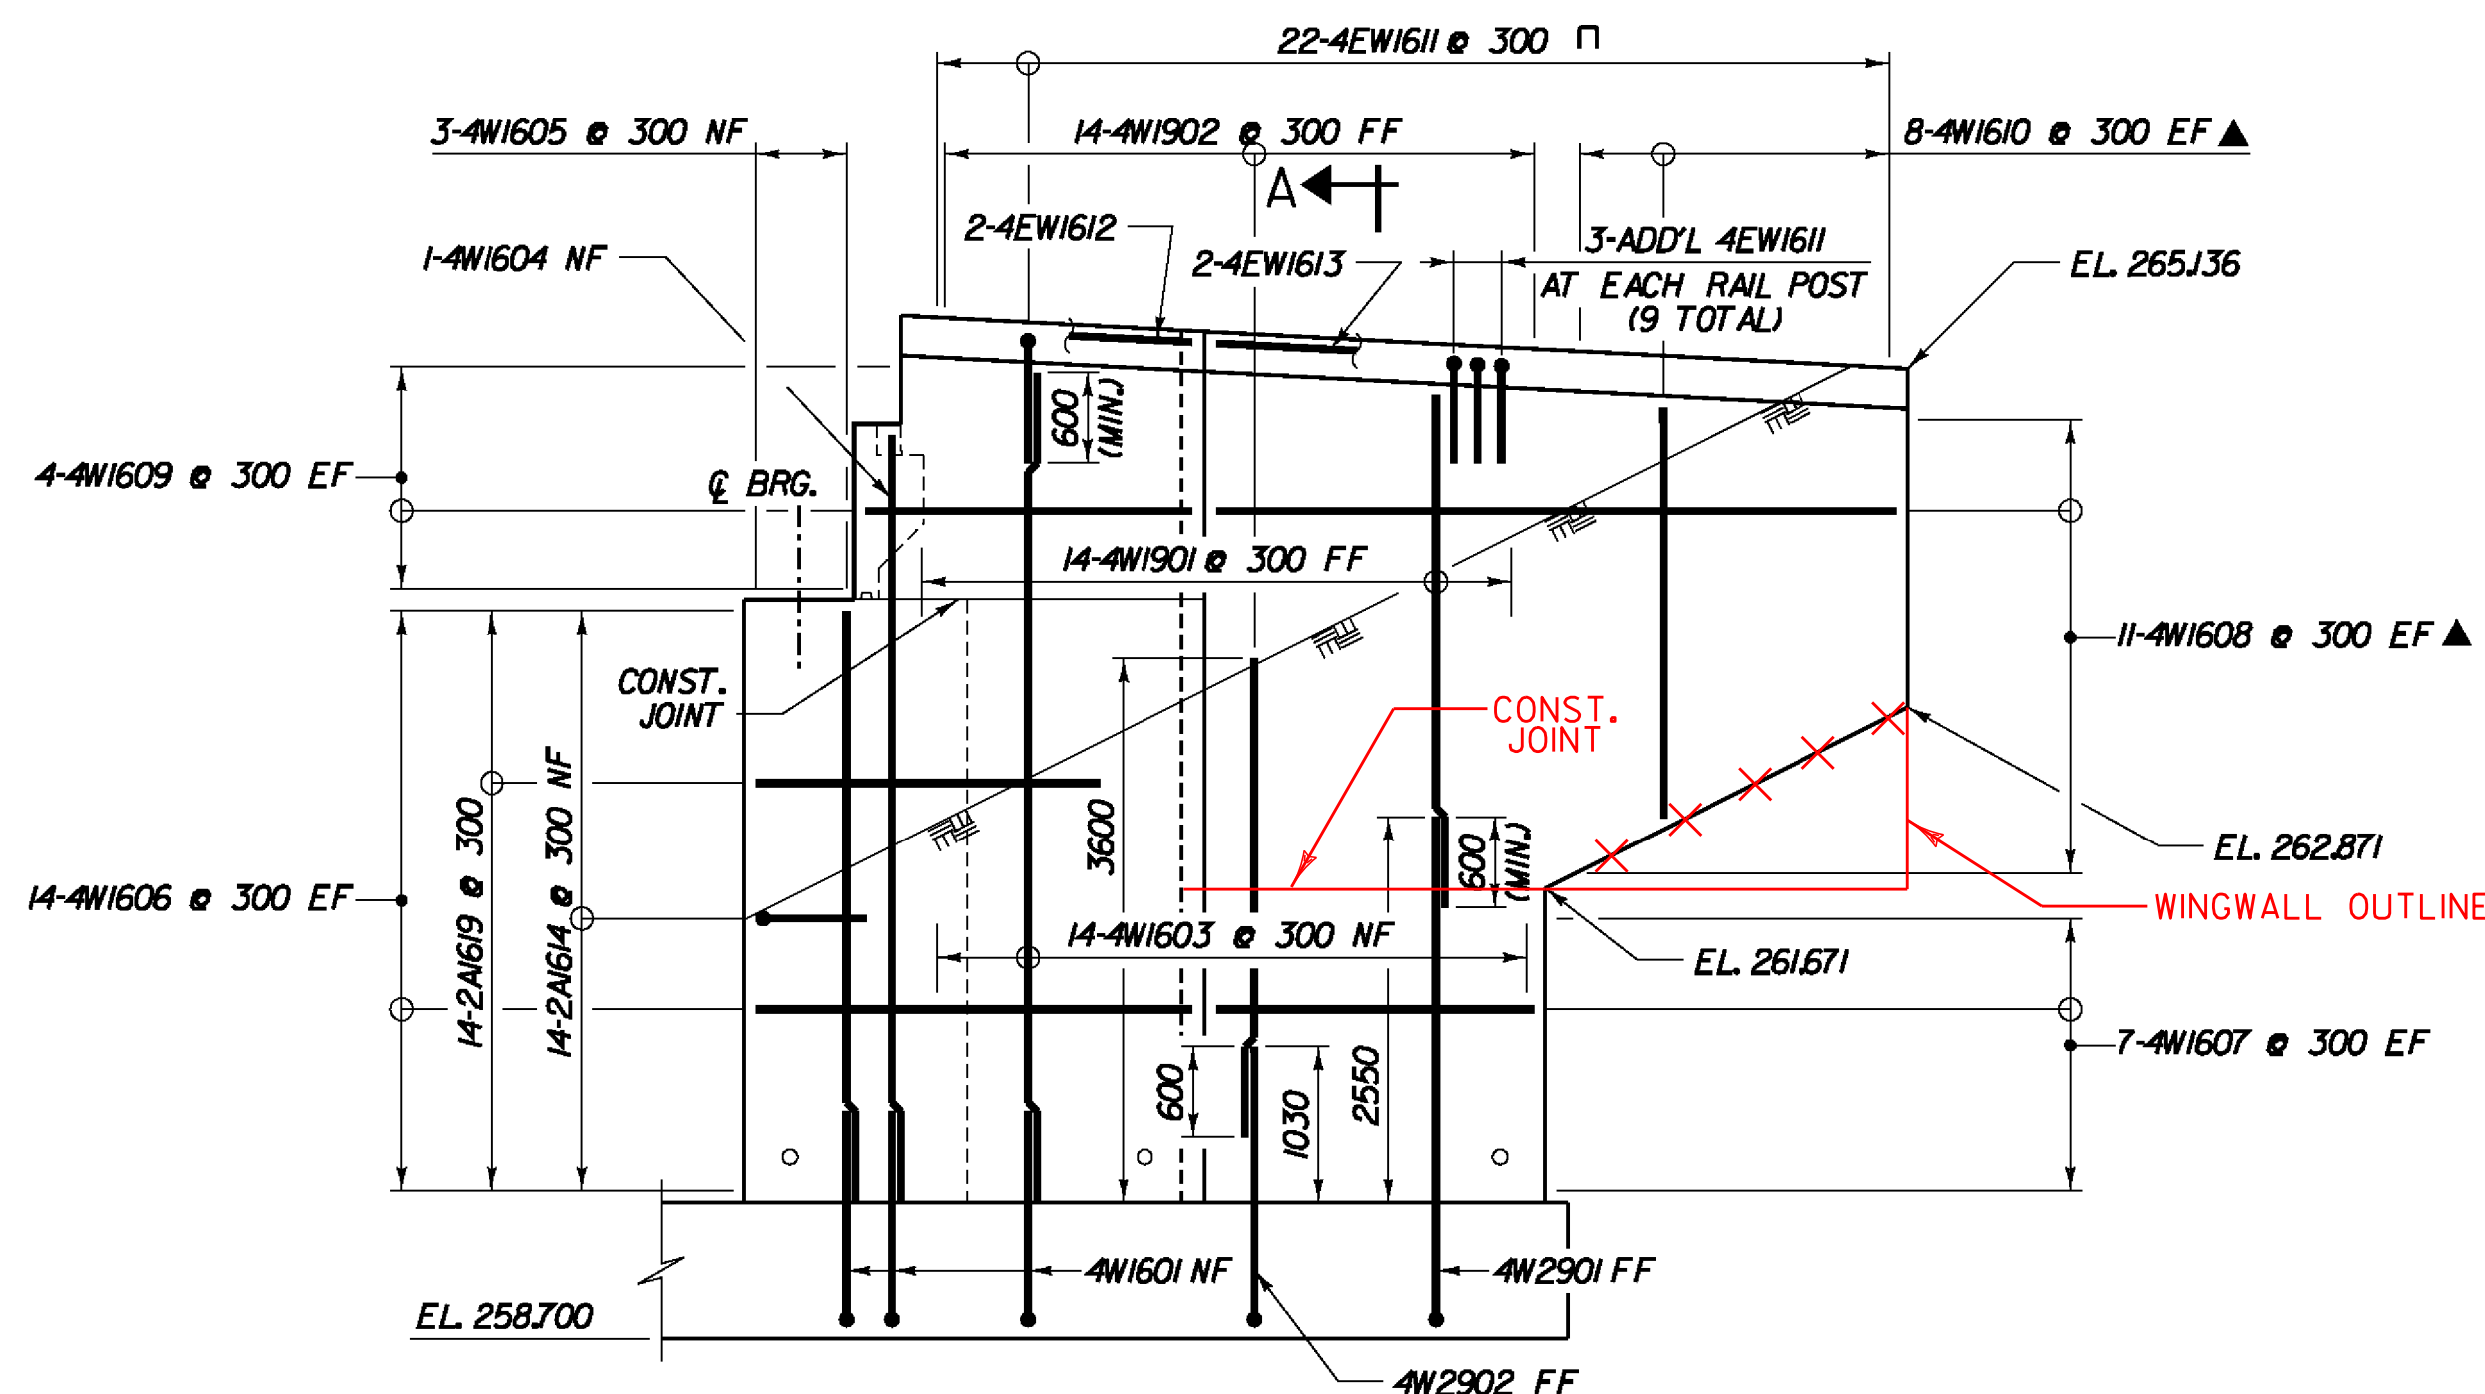 22-4EW1611 @ 300 ⊓
3-4W1605 @ 300 NF
14-4W1902 @ 300 FF
8-4W1610 @ 300 EF ▲
A
2-4EW1612
1-4W1604 NF
2-4EW1613
3-ADD'L 4EW1611
AT EACH RAIL POST
(9 TOTAL)
EL. 265.136
600
(MIN.)
4-4W1609 @ 300 EF
℄ BRG.
14-4W1901 @ 300 FF
11-4W1608 @ 300 EF ▲
CONST.
JOINT
CONST.
JOINT
14-2A1619 @ 300
14-2A1614 @ 300 NF
3600
600
(MIN.)
EL. 262.871
14-4W1606 @ 300 EF
WINGWALL OUTLINE
14-4W1603 @ 300 NF
EL. 261.671
7-4W1607 @ 300 EF
600
1030
2550
4W1601 NF
4W2901 FF
EL. 258.700
4W2902 FF